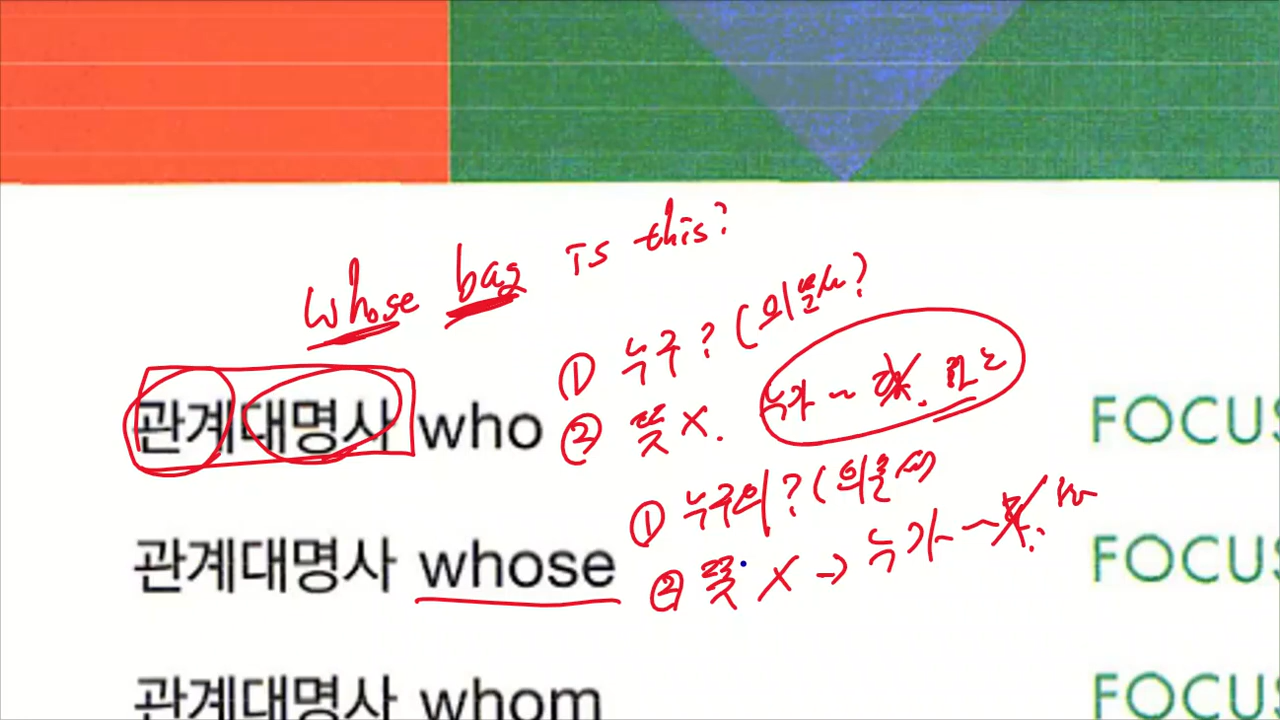 whose bag is this?
① 누구? (의문사?
관계대명사 who ② 뜻 X. 누가~ FOCUS
① 누구의? (의문사
관계대명사 whose ② 뜻 X → 누가~ FOCUS
관계대명사 whom FOCUS